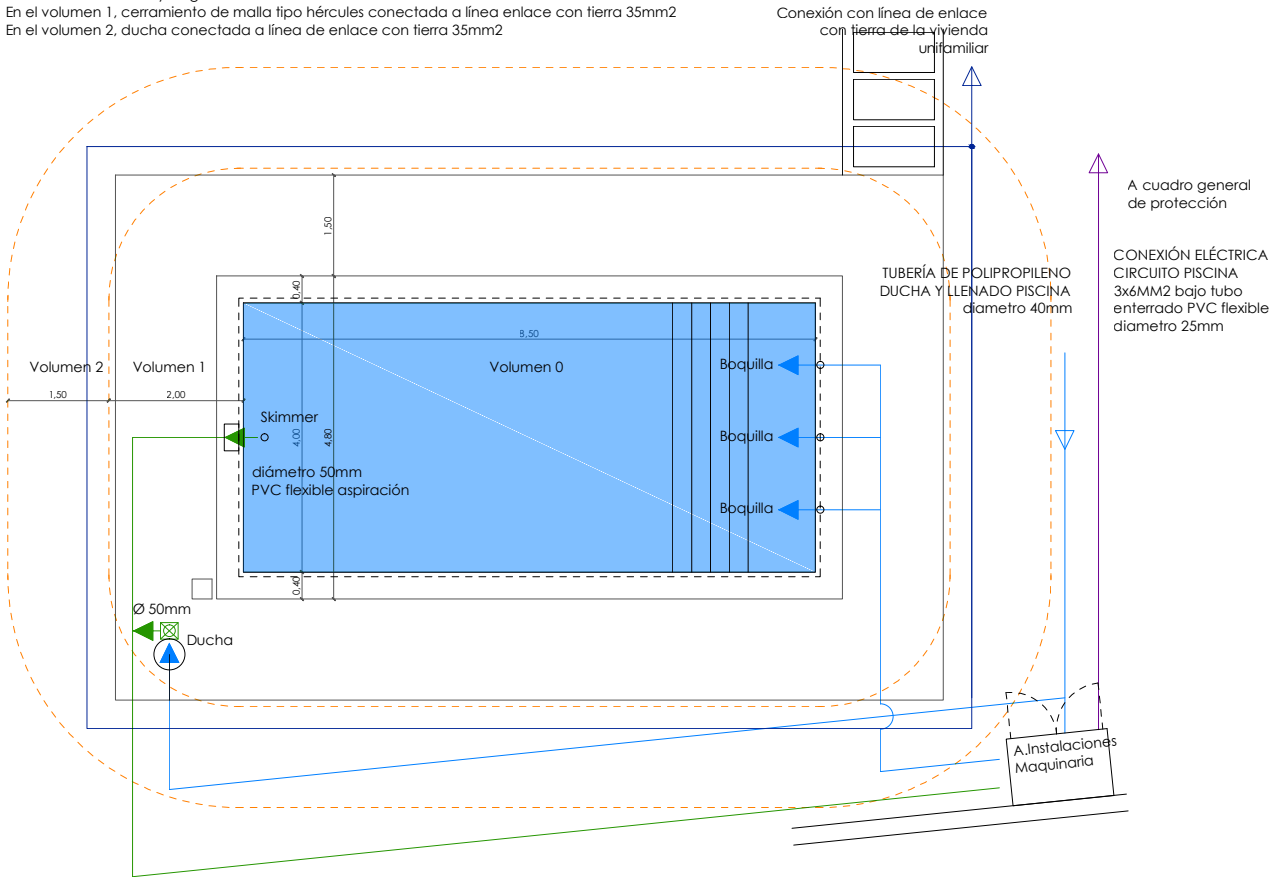 En el volumen 1, cerramiento de malla tipo hércules conectada a línea enlace con tierra 35mm2
En el volumen 2, ducha conectada a línea de enlace con tierra 35mm2
Conexión con línea de enlace
con tierra de la vivienda
unifamiliar
A cuadro general
de protección
CONEXIÓN ELÉCTRICA
CIRCUITO PISCINA
3x6MM2 bajo tubo
enterrado PVC flexible
diametro 25mm
TUBERÍA DE POLIPROPILENO
DUCHA Y LLENADO PISCINA
diametro 40mm
1,50
0,40
8,50
Volumen 2
Volumen 1
Volumen 0
Boquilla
1,50
2,00
Skimmer
4,00
4,80
Boquilla
diámetro 50mm
PVC flexible aspiración
Boquilla
0,40
Ø 50mm
Ducha
A.Instalaciones
Maquinaria